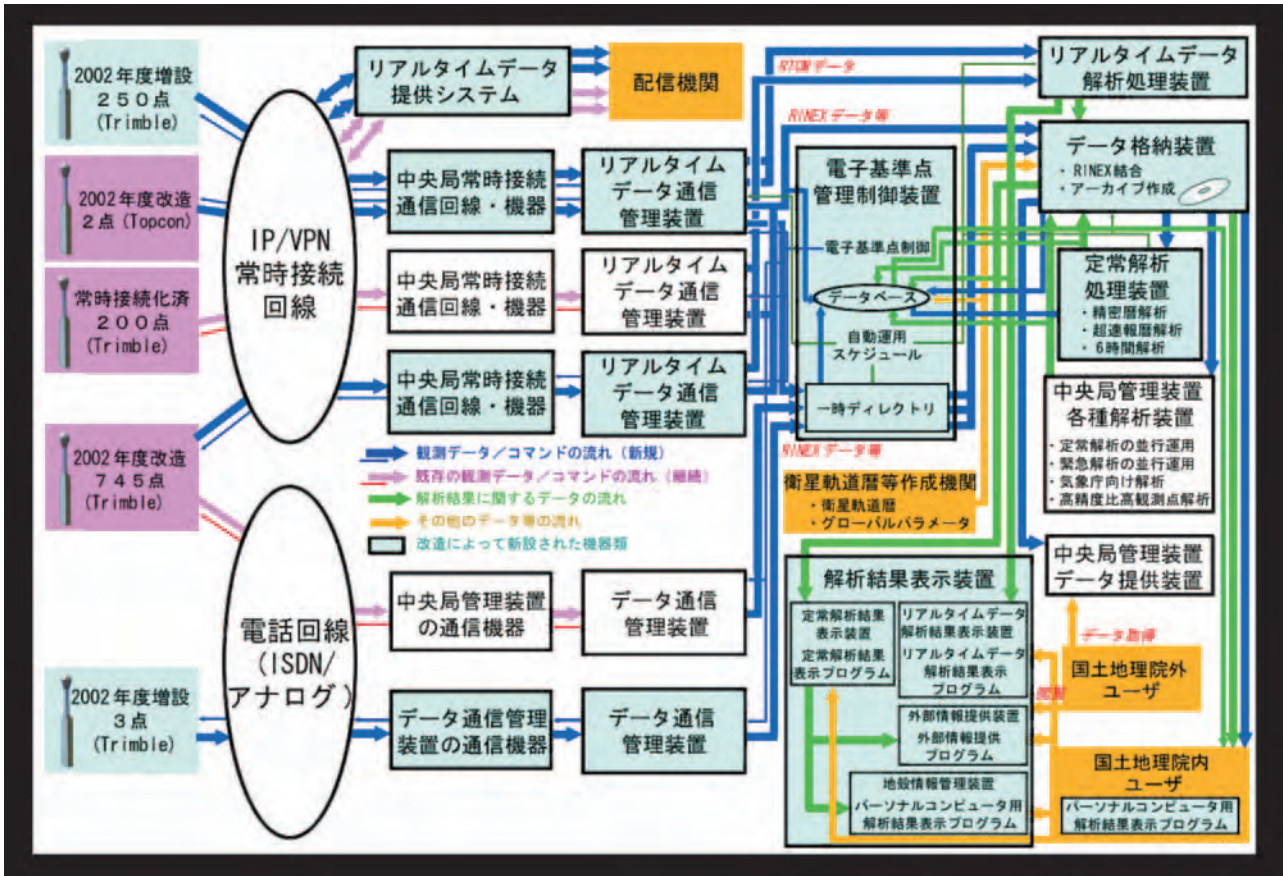 2002年度増設
250点
(Trimble)
2002年度改造
2点(Topcon)
常時接続化済
200点
(Trimble)
2002年度改造
745点
(Trimble)
2002年度増設
3点
(Trimble)
IP/VPN
常時接続
回線
電話回線
(ISDN/
アナログ)
リアルタイムデータ
提供システム
配信機関
中央局常時接続
通信回線・機器
リアルタイム
データ通信
管理装置
中央局常時接続
通信回線・機器
リアルタイム
データ通信
管理装置
中央局常時接続
通信回線・機器
リアルタイム
データ通信
管理装置
観測データ/コマンドの流れ(新規)
既存の観測データ/コマンドの流れ(継続)
解析結果に関するデータの流れ
その他のデータ等の流れ
改造によって新設された機器類
中央局管理装置
の通信機器
データ通信
管理装置
データ通信管理
装置の通信機器
データ通信
管理装置
RTCMデータ
RINEXデータ等
電子基準点
管理制御装置
電子基準点制御
データベース
自動運用
スケジュール
一時ディレクトリ
RINEXデータ等
衛星軌道暦等作成機関
・衛星軌道暦
・グローバルパラメータ
リアルタイムデータ
解析処理装置
データ格納装置
・RINEX結合
・アーカイブ作成
定常解析
処理装置
・精密暦解析
・超速報暦解析
・6時間解析
中央局管理装置
各種解析装置
・定常解析の並行運用
・緊急解析の並行運用
・気象庁向け解析
・高精度比高観測点解析
中央局管理装置
データ提供装置
データ取得
国土地理院外
ユーザ
国土地理院内
ユーザ
パーソナルコンピュータ用
解析結果表示プログラム
解析結果表示装置
定常解析結果
表示装置
定常解析結果
表示プログラム
リアルタイムデータ
解析結果表示装置
リアルタイムデータ
解析結果表示
プログラム
外部情報提供装置
外部情報提供
プログラム
地殻情報管理装置
パーソナルコンピュータ用
解析結果表示プログラム